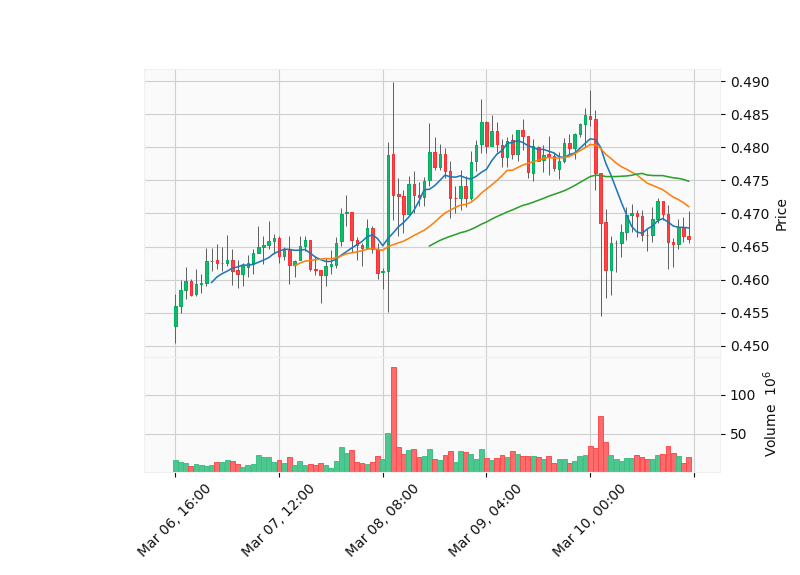 0.490
0.485
0.480
0.475
0.470
0.465
0.460
0.455
0.450
Price
100
50
Volume 10^6
Mar 06, 16:00
Mar 07, 12:00
Mar 08, 08:00
Mar 09, 04:00
Mar 10, 00:00